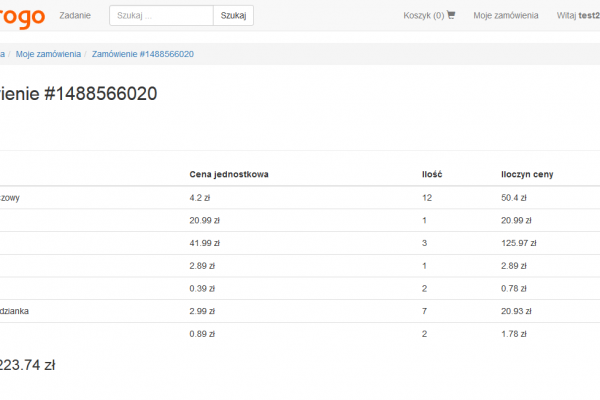 rogo Zadanie Szukaj ... Szukaj Koszyk (0) Moje zamówienia Witaj test2
a / Moje zamówienia / Zamówienie #1488566020
ienie #1488566020
Cena jednostkowa Ilość Iloczyn ceny
zowy 4.2 zł 12 50.4 zł
20.99 zł 1 20.99 zł
41.99 zł 3 125.97 zł
2.89 zł 1 2.89 zł
0.39 zł 2 0.78 zł
dzianka 2.99 zł 7 20.93 zł
0.89 zł 2 1.78 zł
223.74 zł